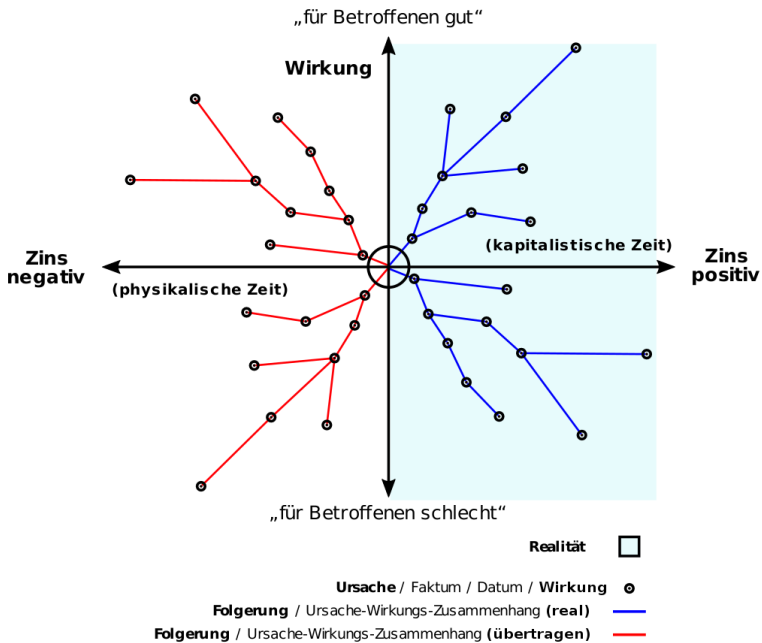 „für Betroffenen gut“
Wirkung
(kapitalistische Zeit)
Zins
positiv
Zins
negativ
(physikalische Zeit)
„für Betroffenen schlecht“
Realität
Ursache / Faktum / Datum / Wirkung
Folgerung / Ursache-Wirkungs-Zusammenhang (real)
Folgerung / Ursache-Wirkungs-Zusammenhang (übertragen)